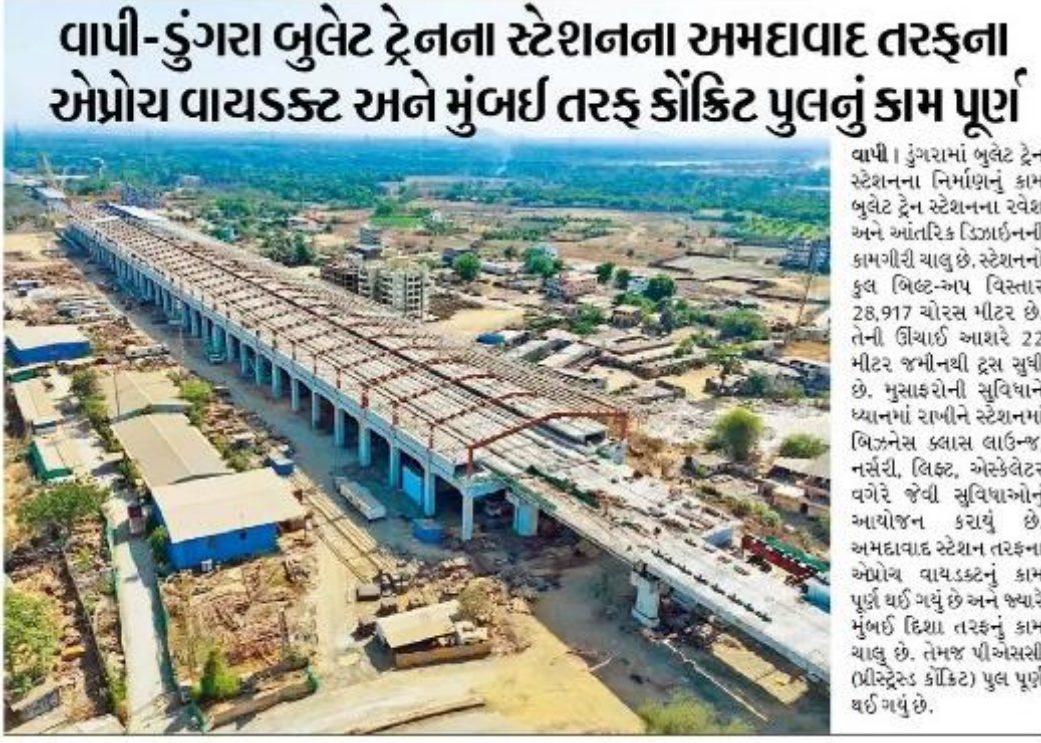 વાપી-ડુંગરા બુલેટ ટ્રેનના સ્ટેશનના અમદાવાદ તરફના
એપ્રોચ વાયડક્ટ અને મુંબઈ તરફ કોંક્રિટ પુલનું કામ પૂર્ણ
વાપી | ડુંગરામાં બુલેટ ટ્રેન
સ્ટેશનના નિર્માણનું કામ
બુલેટ ટ્રેન સ્ટેશનના રવેશ
અને આંતરિક ડિઝાઈનની
કામગીરી ચાલુ છે. સ્ટેશનનો
કુલ બિલ્ટ-અપ વિસ્તાર
28,917 ચોરસ મીટર છે.
તેની ઊંચાઈ આશરે 22
મીટર જમીનથી ટ્રસ સુધી
છે. મુસાફરોની સુવિધાને
ધ્યાનમાં રાખીને સ્ટેશનમાં
બિઝનેસ ક્લાસ લાઉન્જ
નર્સરી, લિફ્ટ, એસ્કેલેટર
વગેરે જેવી સુવિધાઓનું
આયોજન કરાયું છે.
અમદાવાદ સ્ટેશન તરફના
એપ્રોચ વાયડક્ટનું કામ
પૂર્ણ થઈ ગયું છે અને જ્યારે
મુંબઈ દિશા તરફનું કામ
ચાલુ છે. તેમજ પીએસસી
(પ્રીસ્ટ્રેસ્ડ કોંક્રિટ) પુલ પૂર્ણ
થઈ ગયું છે.